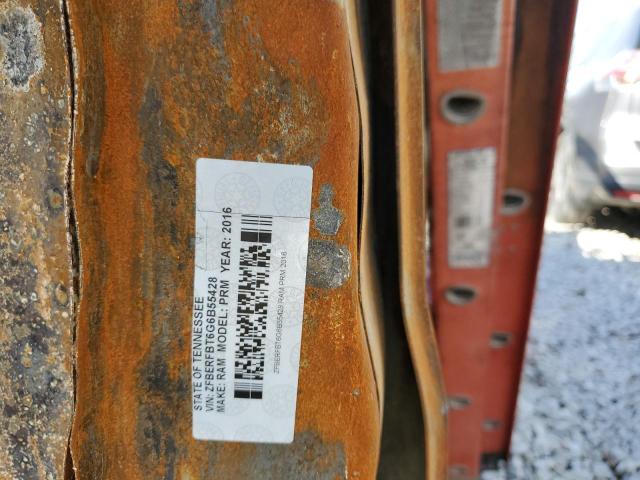 STATE OF TENNESSEE
VIN: ZFBERFBT6G6B55428
MAKE: RAM MODEL: PRM YEAR: 2016
ZFBERFBT6G6B55428 RAM PRM 2016